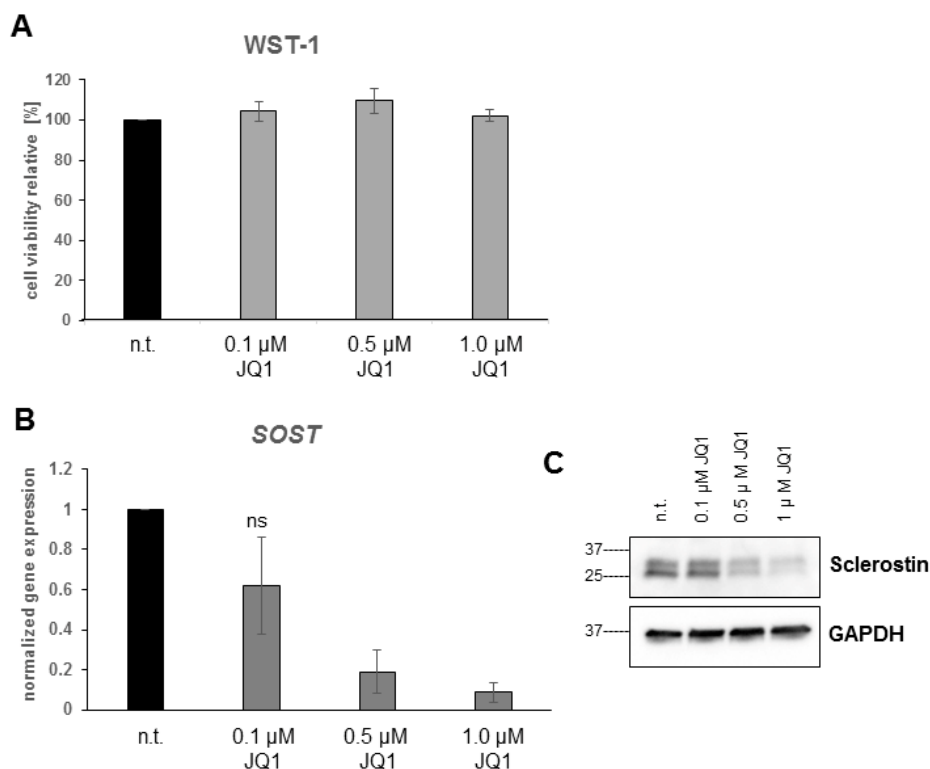 A
WST-1
cell viability relative [%]
120
100
80
60
40
20
0
n.t.
0.1 µM
JQ1
0.5 µM
JQ1
1.0 µM
JQ1
B
SOST
normalized gene expression
1.2
1
0.8
0.6
0.4
0.2
0
ns
n.t.
0.1 µM
JQ1
0.5 µM
JQ1
1.0 µM
JQ1
C
n.t.
0.1 µM JQ1
0.5 µ M JQ1
1 µ M JQ1
37-----
25-----
Sclerostin
37-----
GAPDH